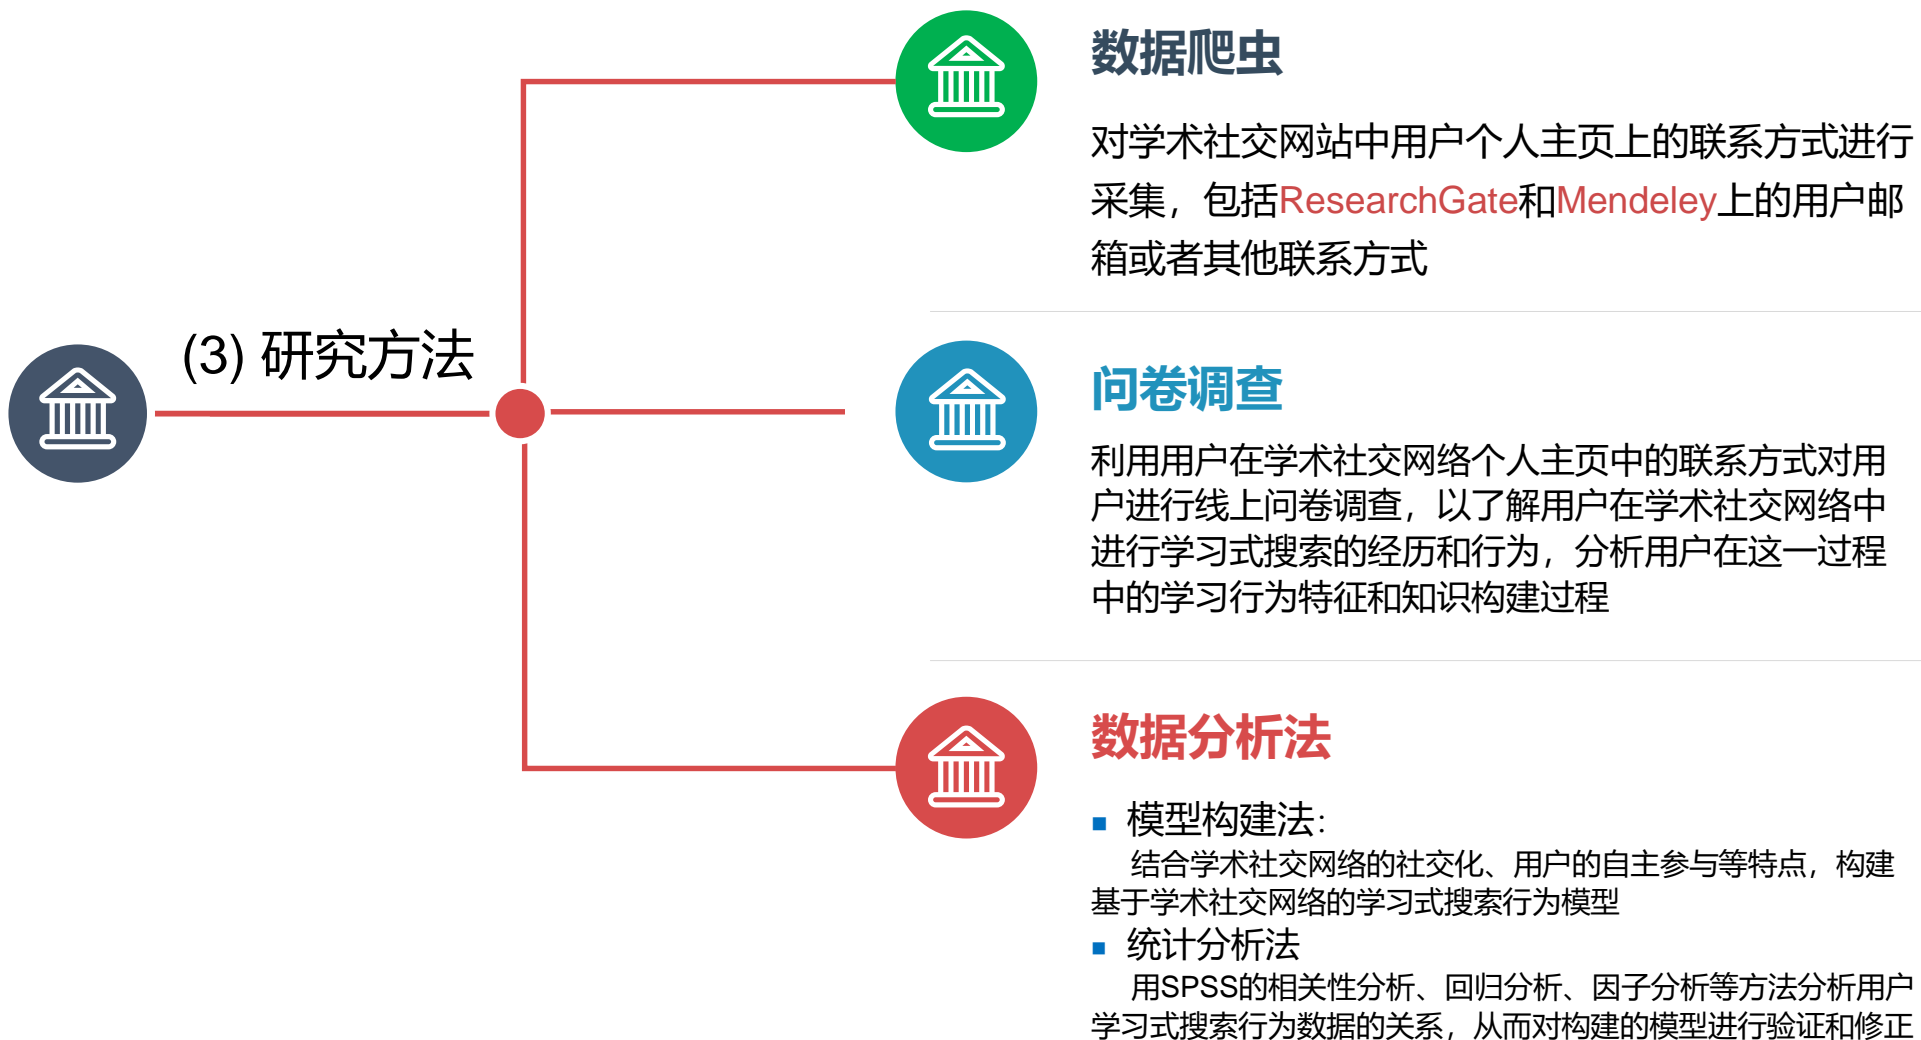 (3) 研究方法
数据爬虫
对学术社交网站中用户个人主页上的联系方式进行
采集，包括ResearchGate和Mendeley上的用户邮
箱或者其他联系方式
问卷调查
利用用户在学术社交网络个人主页中的联系方式对用
户进行线上问卷调查，以了解用户在学术社交网络中
进行学习式搜索的经历和行为，分析用户在这一过程
中的学习行为特征和知识构建过程
数据分析法
▪ 模型构建法：
结合学术社交网络的社交化、用户的自主参与等特点，构建
基于学术社交网络的学习式搜索行为模型
▪ 统计分析法
用SPSS的相关性分析、回归分析、因子分析等方法分析用户
学习式搜索行为数据的关系，从而对构建的模型进行验证和修正